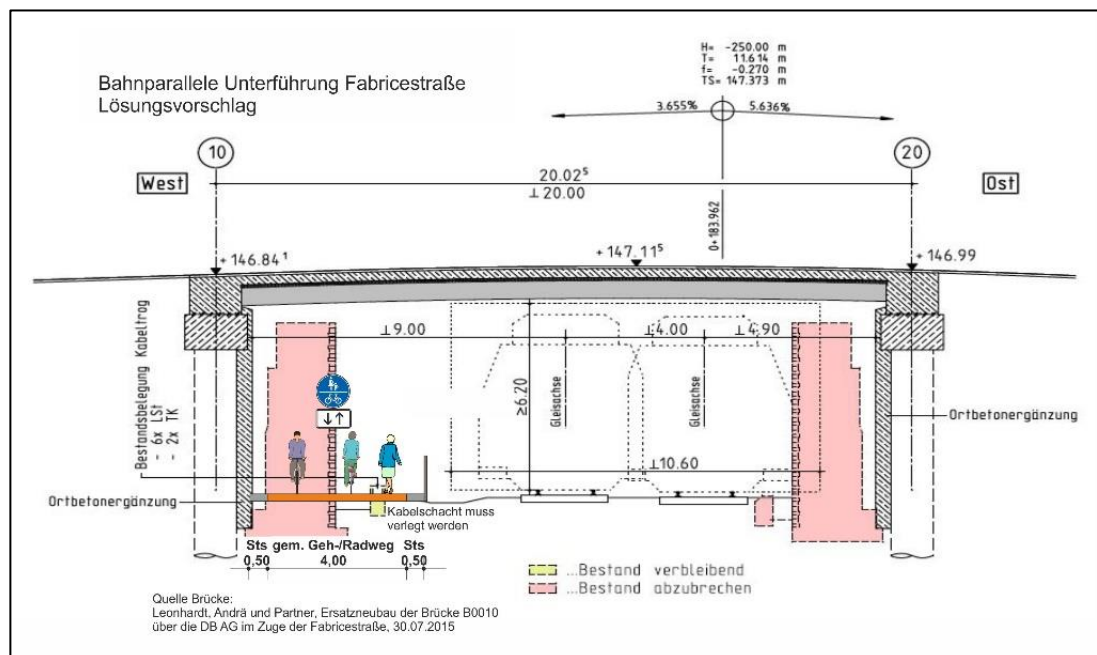 H= -250.00 m
T= 11.614 m
f= -0.270 m
TS= 147.373 m
Bahnparallele Unterführung Fabricestraße
Lösungsvorschlag
3.655% 5.636%
10
20
West
20.02⁵
⊥ 20.00
Ost
0+183.962
+ 146.84¹
+ 147.11⁵
+ 146.99
⊥9.00
⊥4.00
⊥4.90
Bestandsbelegung Kabeltrog
- 6x LSt
- 2x TK
≥6.20
Gleisachse
Gleisachse
Ortbetonergänzung
⊥10.60
Ortbetonergänzung
Kabelschacht muss
verlegt werden
Sts gem. Geh-/Radweg Sts
0,50 4,00 0,50
...Bestand verbleibend
...Bestand abzubrechen
Quelle Brücke:
Leonhardt, Andrä und Partner, Ersatzneubau der Brücke B0010
über die DB AG im Zuge der Fabricestraße, 30.07.2015